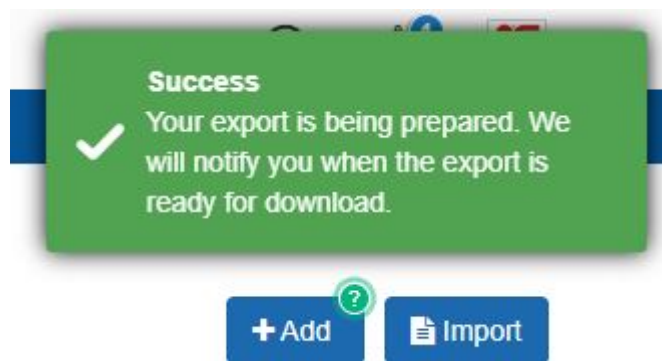 Success
Your export is being prepared. We
will notify you when the export is
ready for download.
?
+ Add
Import